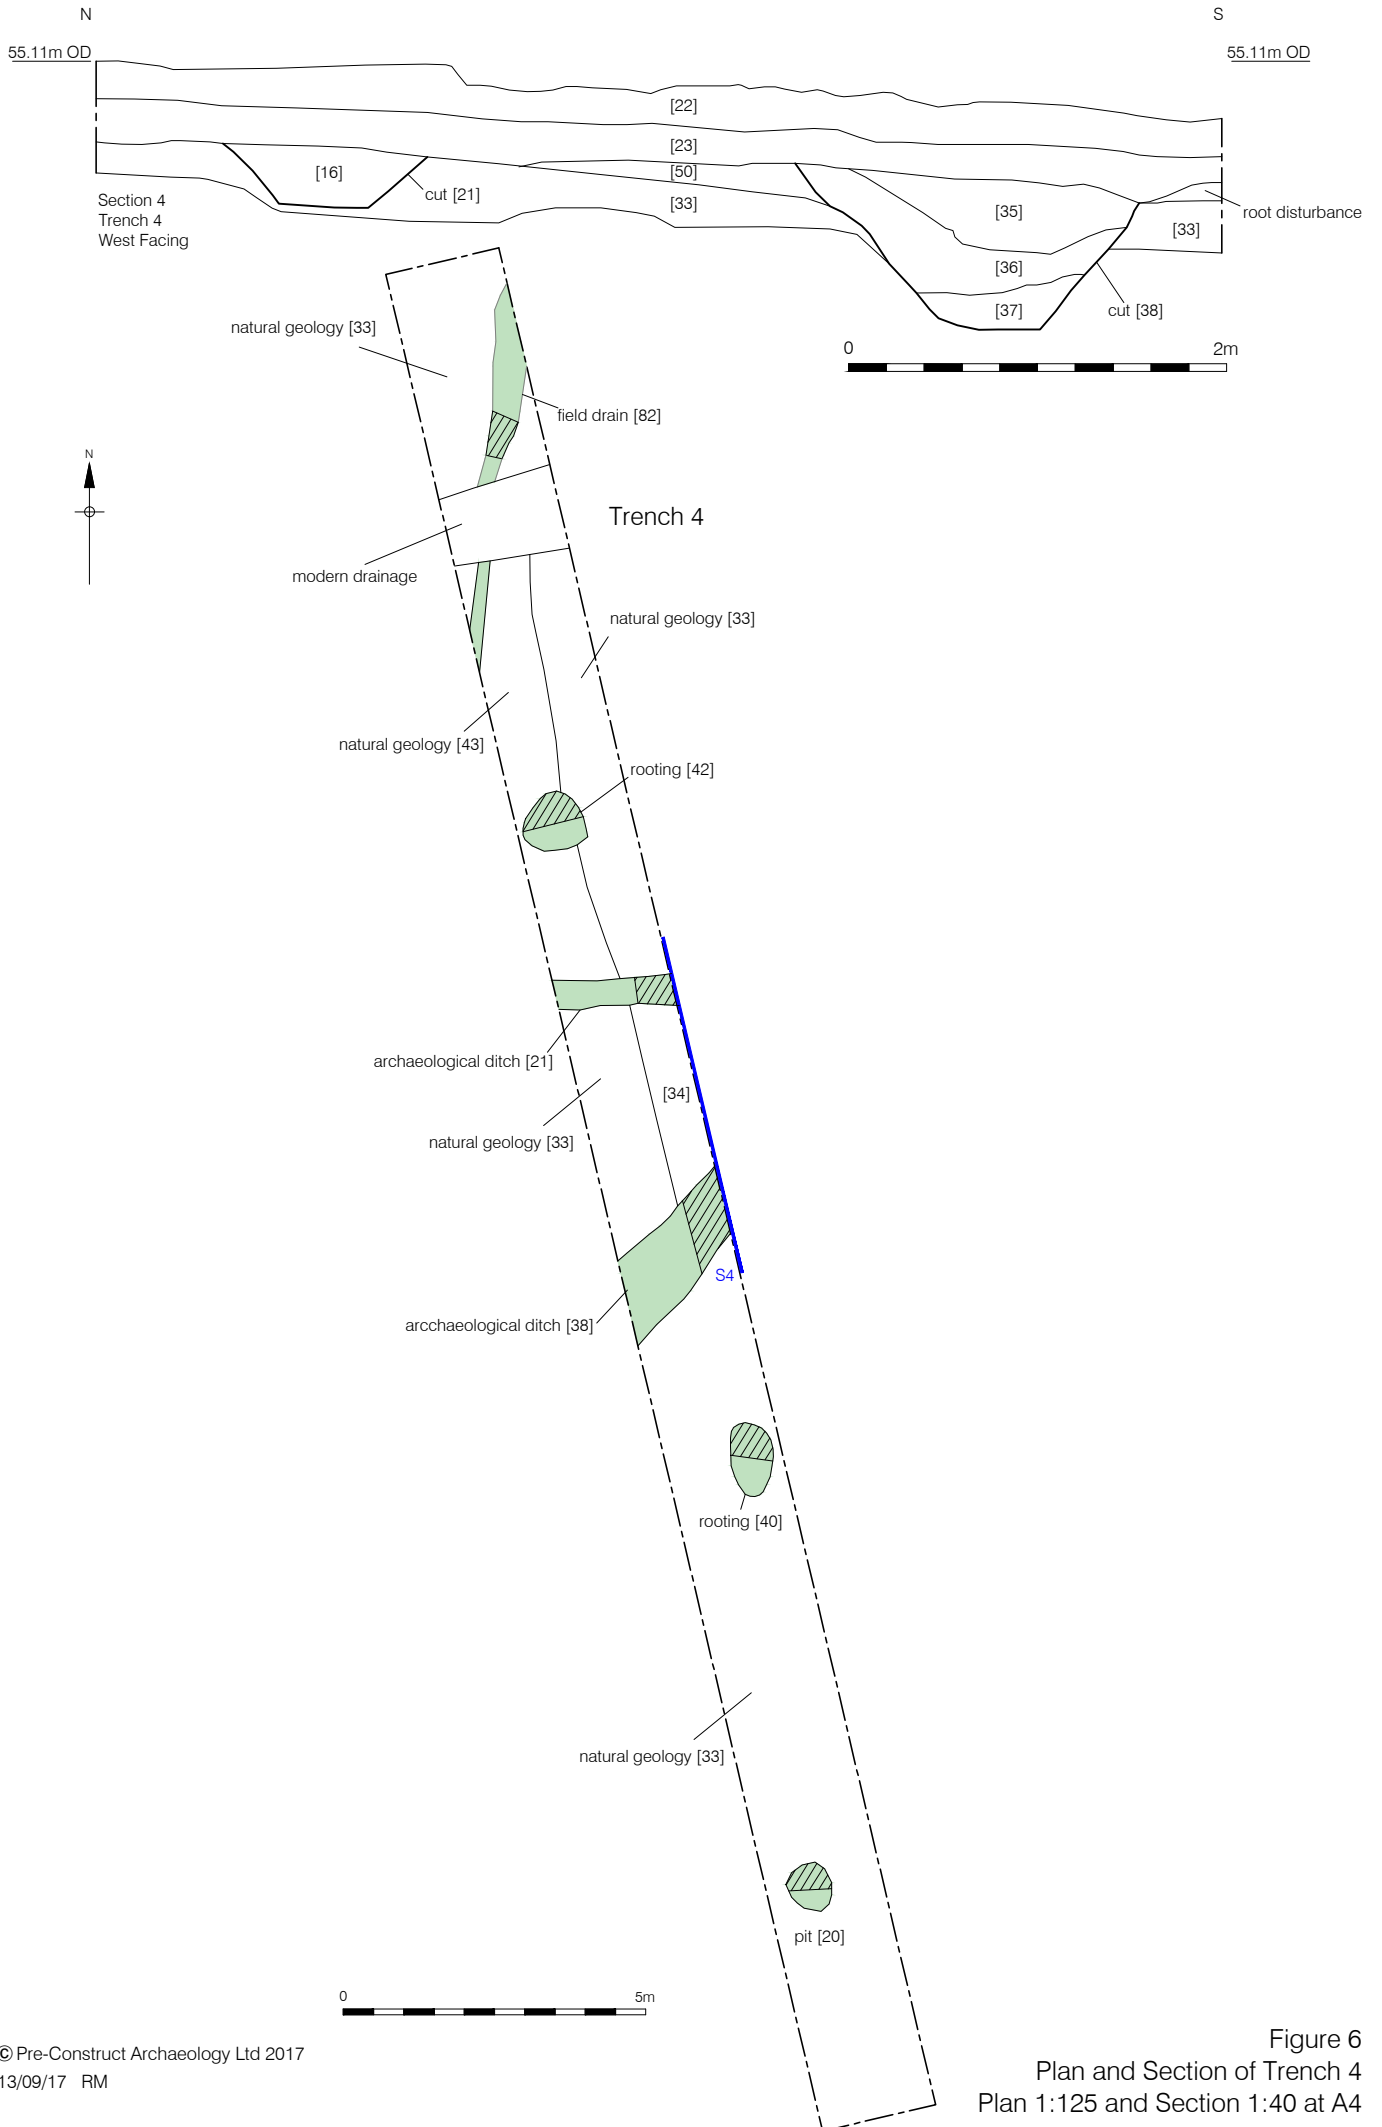 N
S
55.11m OD
55.11m OD
[22]
[23]
[50]
[16]
cut [21]
[33]
[35]
root disturbance
[33]
[36]
[37]
cut [38]
Section 4
Trench 4
West Facing
0
2m
natural geology [33]
field drain [82]
N
Trench 4
modern drainage
natural geology [33]
natural geology [43]
rooting [42]
archaeological ditch [21]
[34]
natural geology [33]
S4
arcchaeological ditch [38]
rooting [40]
natural geology [33]
pit [20]
0
5m
© Pre-Construct Archaeology Ltd 2017
13/09/17 RM
Figure 6
Plan and Section of Trench 4
Plan 1:125 and Section 1:40 at A4